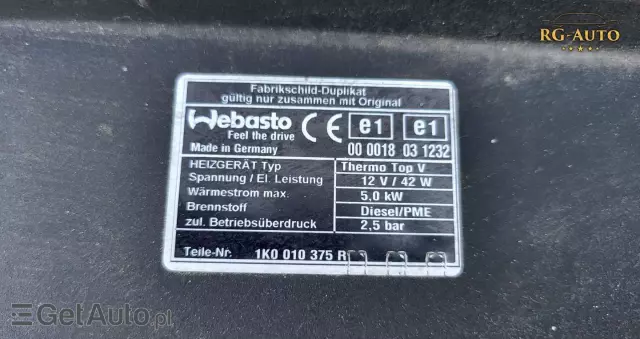 RG-AUTO
Fabrikschild-Duplikat
gültig nur zusammen mit Original
Webasto CE e1 e1
Feel the drive
Made in Germany 00 0018 03 1232
HEIZGERÄT Typ Thermo Top V
Spannung / El. Leistung 12 V / 42 W
Wärmestrom max. 5,0 kW
Brennstoff Diesel/PME
zul. Betriebsüberdruck 2,5 bar
Teile-Nr. 1K0 010 375 R
GetAuto.pl